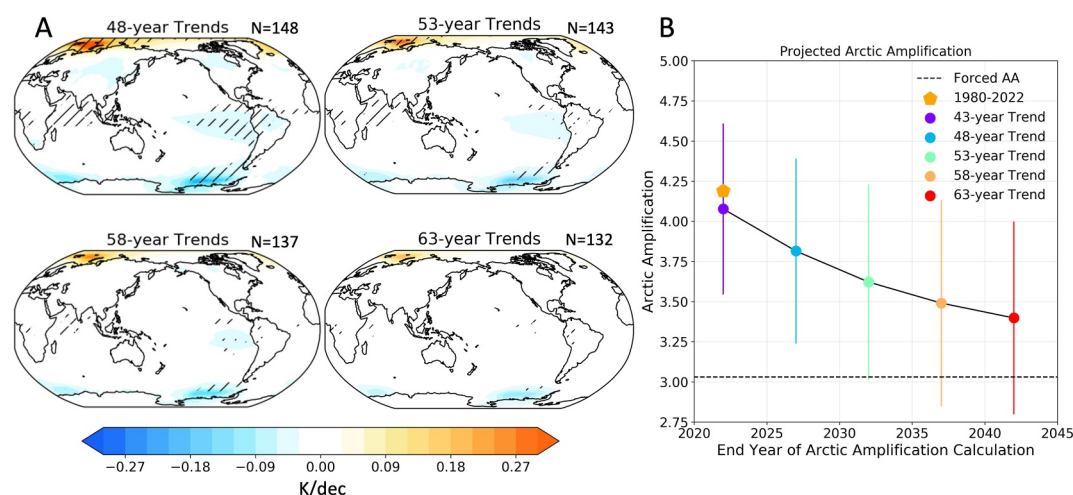 A
48-year Trends
N=148
53-year Trends
N=143
58-year Trends
N=137
63-year Trends
N=132
−0.27 −0.18 −0.09 0.00 0.09 0.18 0.27
K/dec
B
Projected Arctic Amplification
Arctic Amplification
5.00
4.75
4.50
4.25
4.00
3.75
3.50
3.25
3.00
2.75
Forced AA
1980-2022
43-year Trend
48-year Trend
53-year Trend
58-year Trend
63-year Trend
2020 2025 2030 2035 2040 2045
End Year of Arctic Amplification Calculation